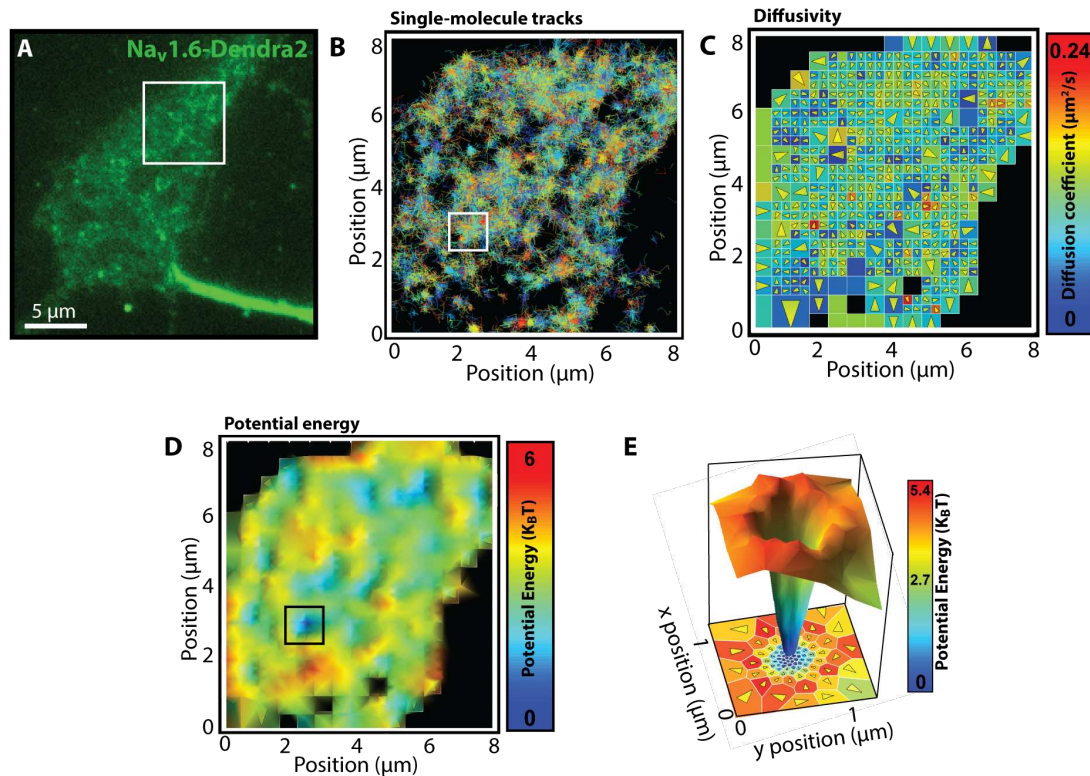 A
Na_v1.6-Dendra2
5 µm
Single-molecule tracks
B
Position (µm)
8
6
4
2
0
0 2 4 6 8
Position (µm)
Diffusivity
C
Position (µm)
8
6
4
2
0
0 2 4 6 8
Position (µm)
0.24
Diffusion coefficient (µm²/s)
0
Potential energy
D
Position (µm)
8
6
4
2
0
0 2 4 6 8
Position (µm)
6
Potential Energy (K_BT)
0
E
x position (µm)
1
0
0
1
y position (µm)
5.4
2.7
0
Potential Energy (K_BT)